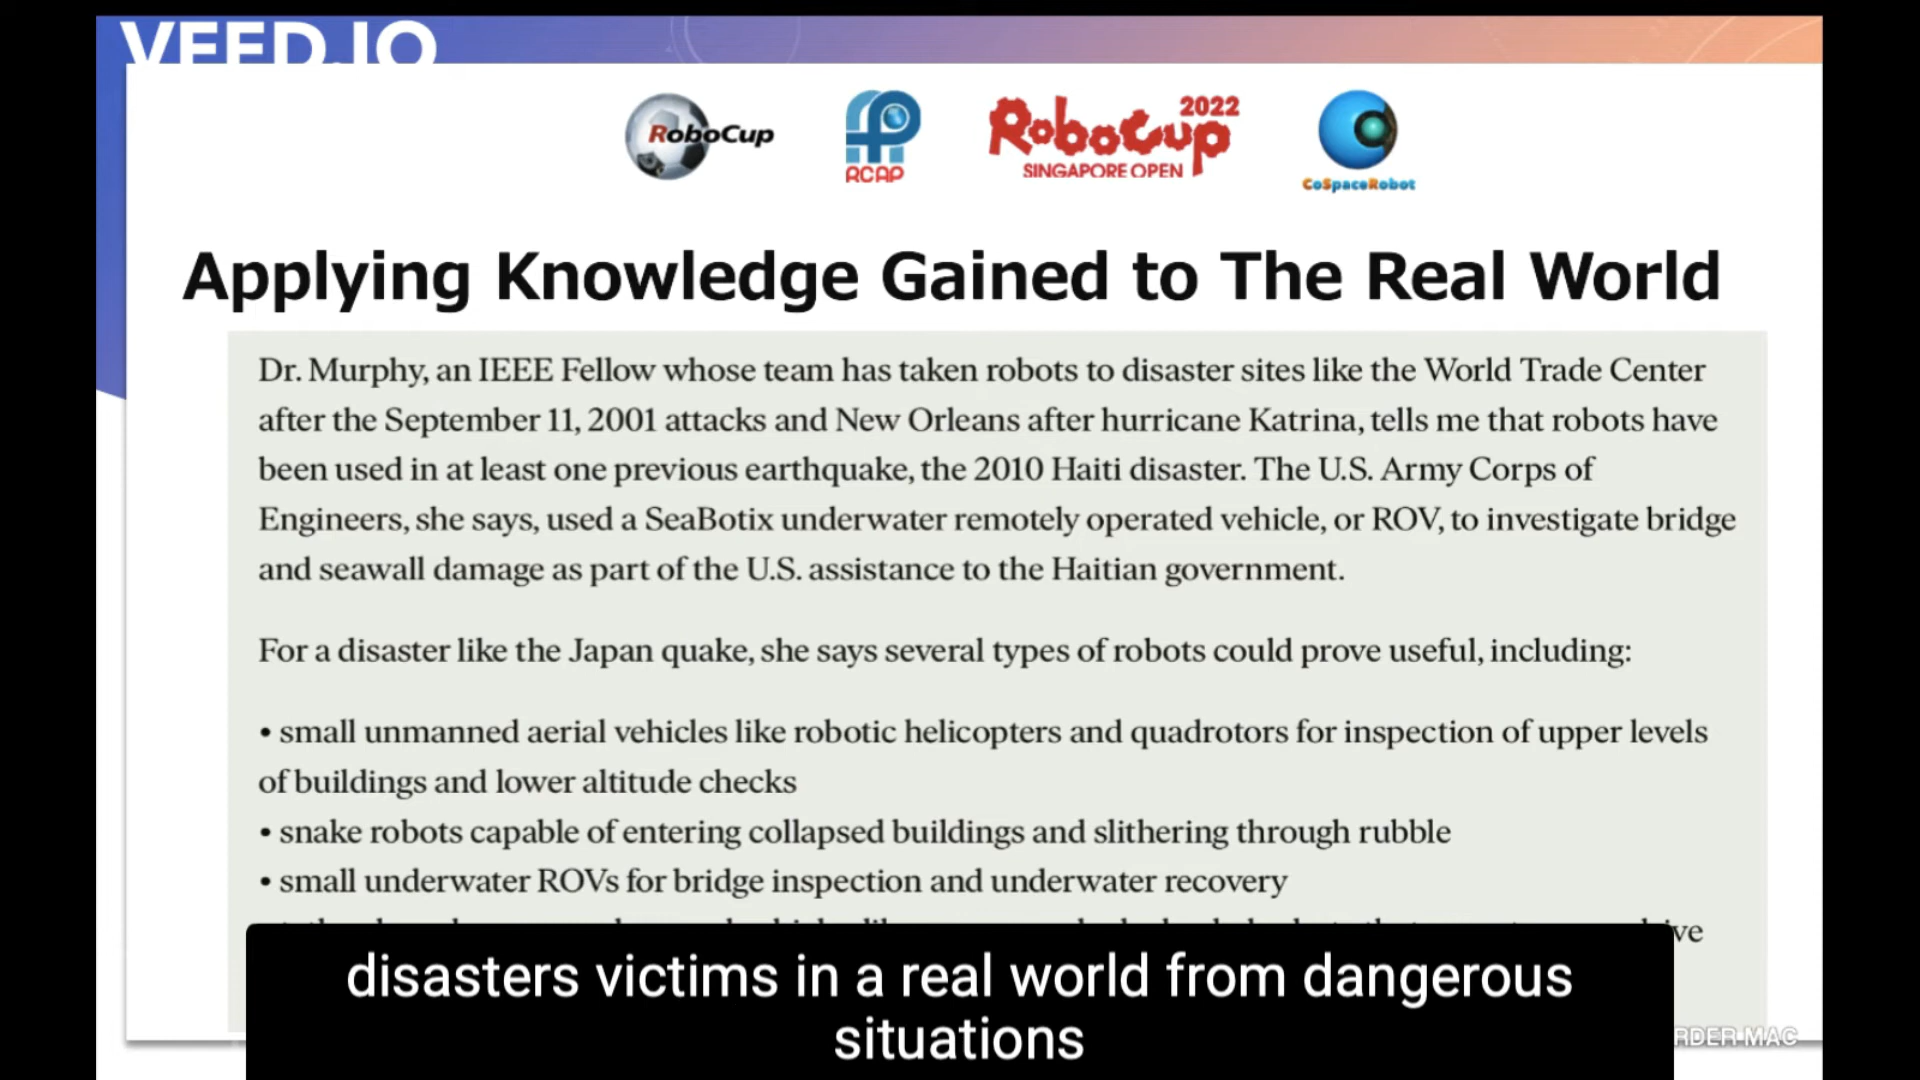 VEED.IO
RoboCup
RCAP
RoboCup 2022
SINGAPORE OPEN
CoSpaceRobot
Applying Knowledge Gained to The Real World
Dr. Murphy, an IEEE Fellow whose team has taken robots to disaster sites like the World Trade Center
after the September 11, 2001 attacks and New Orleans after hurricane Katrina, tells me that robots have
been used in at least one previous earthquake, the 2010 Haiti disaster. The U.S. Army Corps of
Engineers, she says, used a SeaBotix underwater remotely operated vehicle, or ROV, to investigate bridge
and seawall damage as part of the U.S. assistance to the Haitian government.
For a disaster like the Japan quake, she says several types of robots could prove useful, including:
• small unmanned aerial vehicles like robotic helicopters and quadrotors for inspection of upper levels
of buildings and lower altitude checks
• snake robots capable of entering collapsed buildings and slithering through rubble
• small underwater ROVs for bridge inspection and underwater recovery
disasters victims in a real world from dangerous
situations
RDER MAC